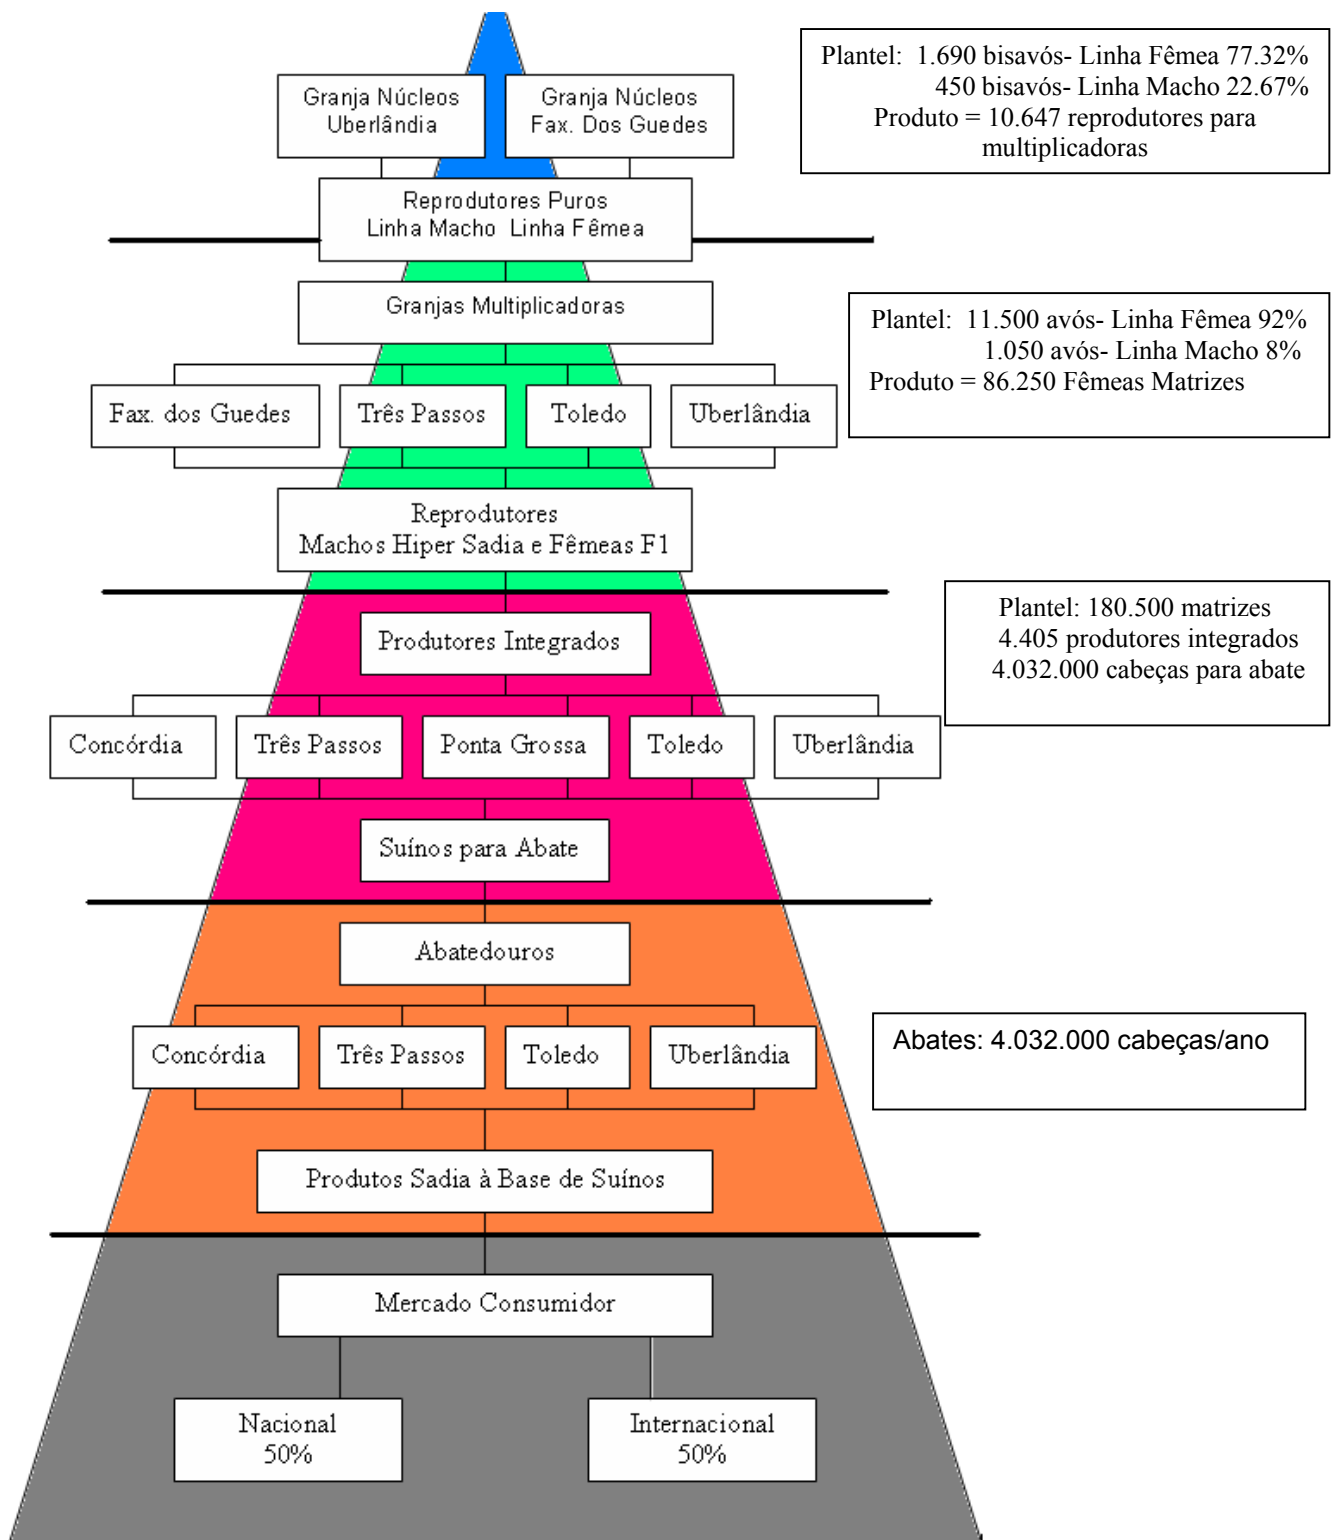 Plantel: 1.690 bisavós- Linha Fêmea 77.32%
450 bisavós- Linha Macho 22.67%
Produto = 10.647 reprodutores para
multiplicadoras
Granja Núcleos
Uberlândia
Granja Núcleos
Fax. Dos Guedes
Reprodutores Puros
Linha Macho Linha Fêmea
Granjas Multiplicadoras
Plantel: 11.500 avós- Linha Fêmea 92%
1.050 avós- Linha Macho 8%
Produto = 86.250 Fêmeas Matrizes
Fax. dos Guedes
Três Passos
Toledo
Uberlândia
Reprodutores
Machos Hiper Sadia e Fêmeas F1
Plantel: 180.500 matrizes
4.405 produtores integrados
4.032.000 cabeças para abate
Produtores Integrados
Concórdia
Três Passos
Ponta Grossa
Toledo
Uberlândia
Suínos para Abate
Abatedouros
Concórdia
Três Passos
Toledo
Uberlândia
Abates: 4.032.000 cabeças/ano
Produtos Sadia à Base de Suínos
Mercado Consumidor
Nacional
50%
Internacional
50%